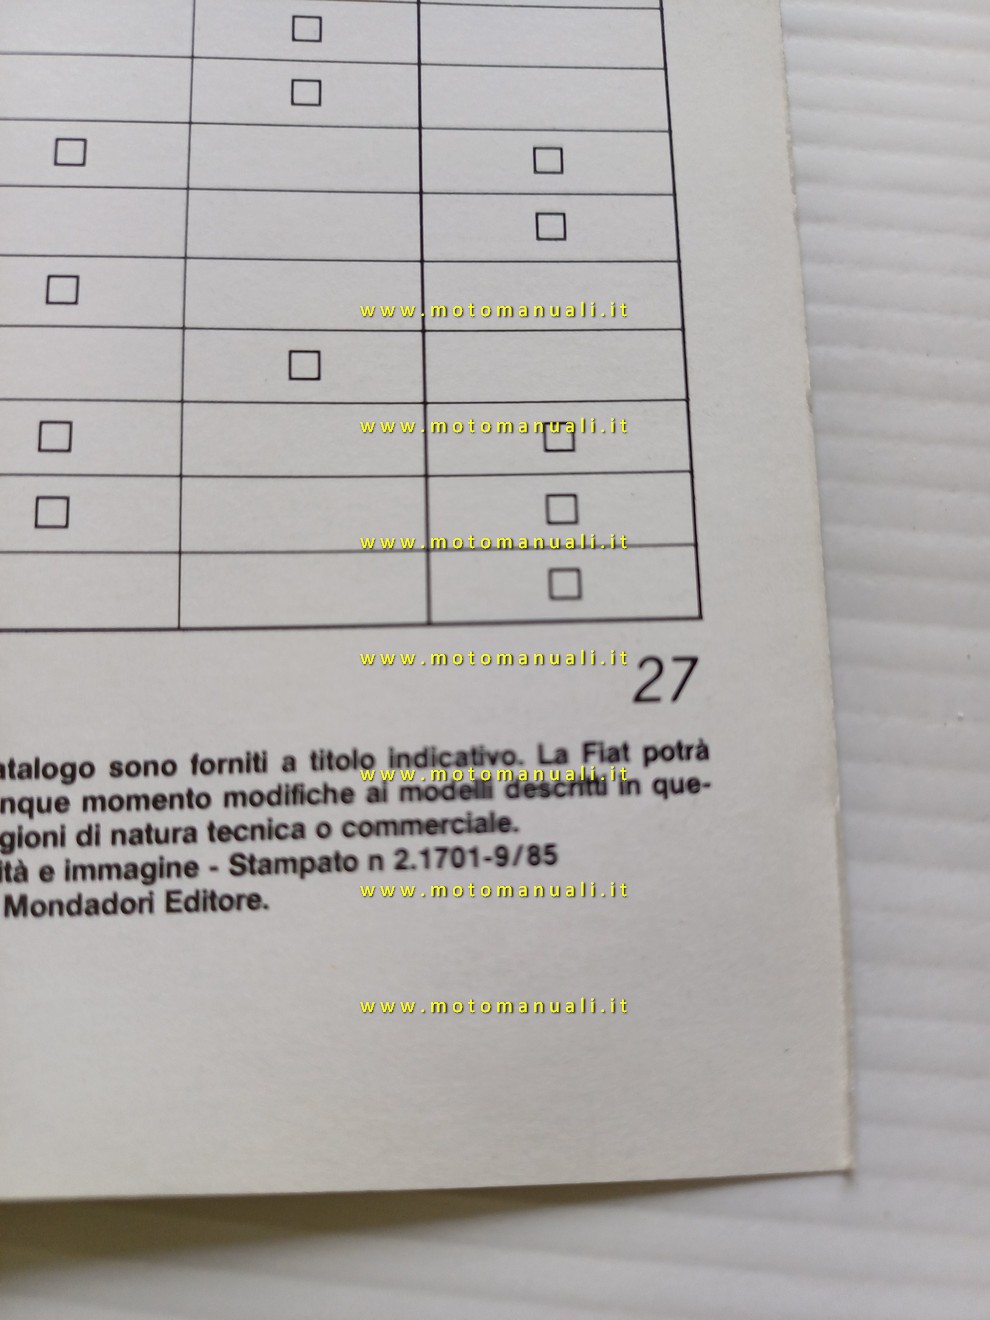 www.motomanuali.it
www.motomanuali.it
www.motomanuali.it
www.motomanuali.it
27
atalogo sono forniti a titolo indicativo. La Fiat potrà
www.motomanuali.it
nque momento modifiche ai modelli descritti in que-
gioni di natura tecnica o commerciale.
ità e immagine - Stampato n 2.1701-9/85
www.motomanuali.it
Mondadori Editore.
www.motomanuali.it